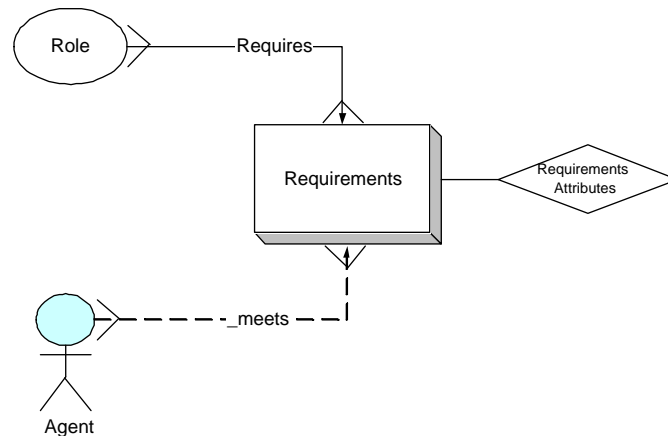 Role
Requires
Requirements
Requirements
Attributes
_meets
Agent